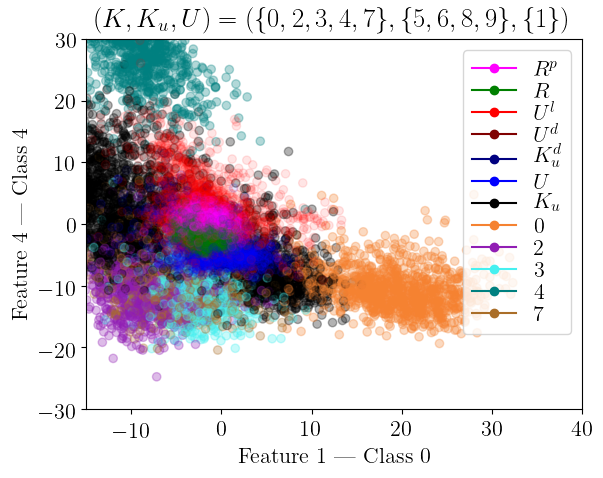 (K, K_u, U) = ({0, 2, 3, 4, 7}, {5, 6, 8, 9}, {1})
30
20
10
0
−10
−20
−30
Feature 4 — Class 4
R^p
R
U^l
U^d
K_u^d
U
K_u
0
2
3
4
7
−10
0
10
20
30
40
Feature 1 — Class 0